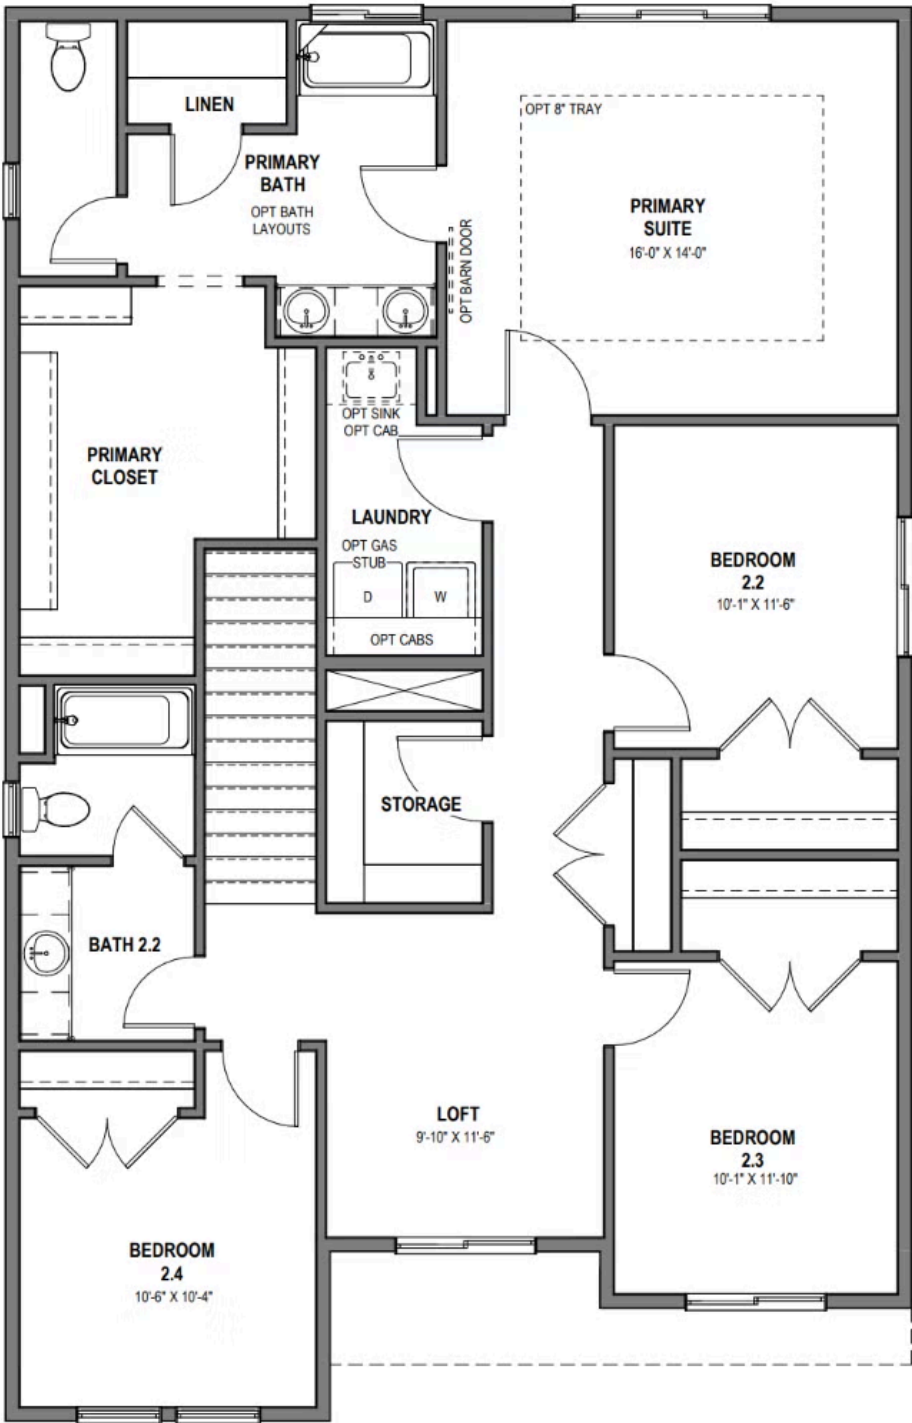 LINEN
PRIMARY
BATH
OPT BATH
LAYOUTS
OPT 8" TRAY
PRIMARY
SUITE
16'-0" X 14'-0"
OPT BARN DOOR
OPT SINK
OPT CAB
PRIMARY
CLOSET
LAUNDRY
OPT GAS
STUB
D
W
OPT CABS
BEDROOM
2.2
10'-1" X 11'-6"
STORAGE
BATH 2.2
LOFT
9'-10" X 11'-6"
BEDROOM
2.3
10'-1" X 11'-10"
BEDROOM
2.4
10'-6" X 10'-4"